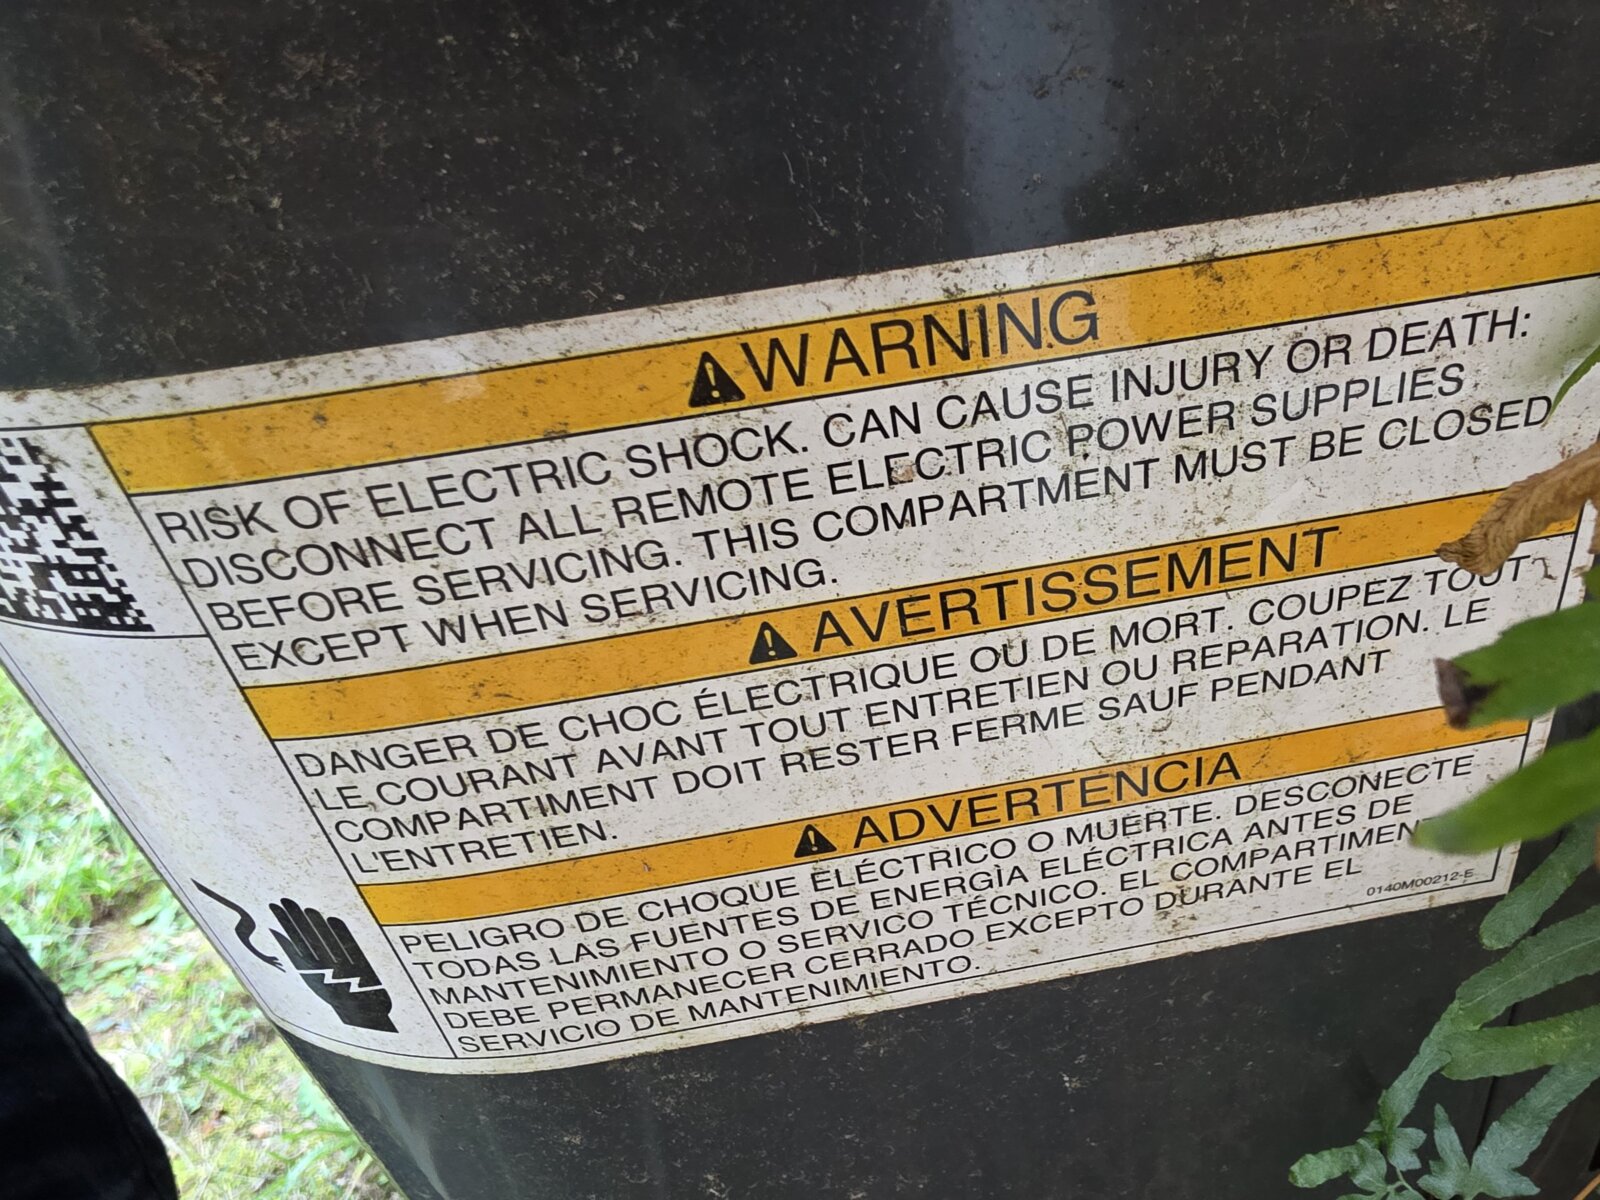 WARNING
RISK OF ELECTRIC SHOCK. CAN CAUSE INJURY OR DEATH:
DISCONNECT ALL REMOTE ELECTRIC POWER SUPPLIES
BEFORE SERVICING. THIS COMPARTMENT MUST BE CLOSED
EXCEPT WHEN SERVICING.
AVERTISSEMENT
DANGER DE CHOC ÉLECTRIQUE OU DE MORT. COUPEZ TOUT
LE COURANT AVANT TOUT ENTRETIEN OU REPARATION. LE
COMPARTIMENT DOIT RESTER FERME SAUF PENDANT
L'ENTRETIEN.
ADVERTENCIA
PELIGRO DE CHOQUE ELÉCTRICO O MUERTE. DESCONECTE
TODAS LAS FUENTES DE ENERGÌA ELÉCTRICA ANTES DE
MANTENIMIENTO O SERVICO TÉCNICO. EL
DEBE PERMANECER CERRADO EXCEPTO DURANTE EL
SERVICIO DE MANTENIMIENTO.
0140M00212-E